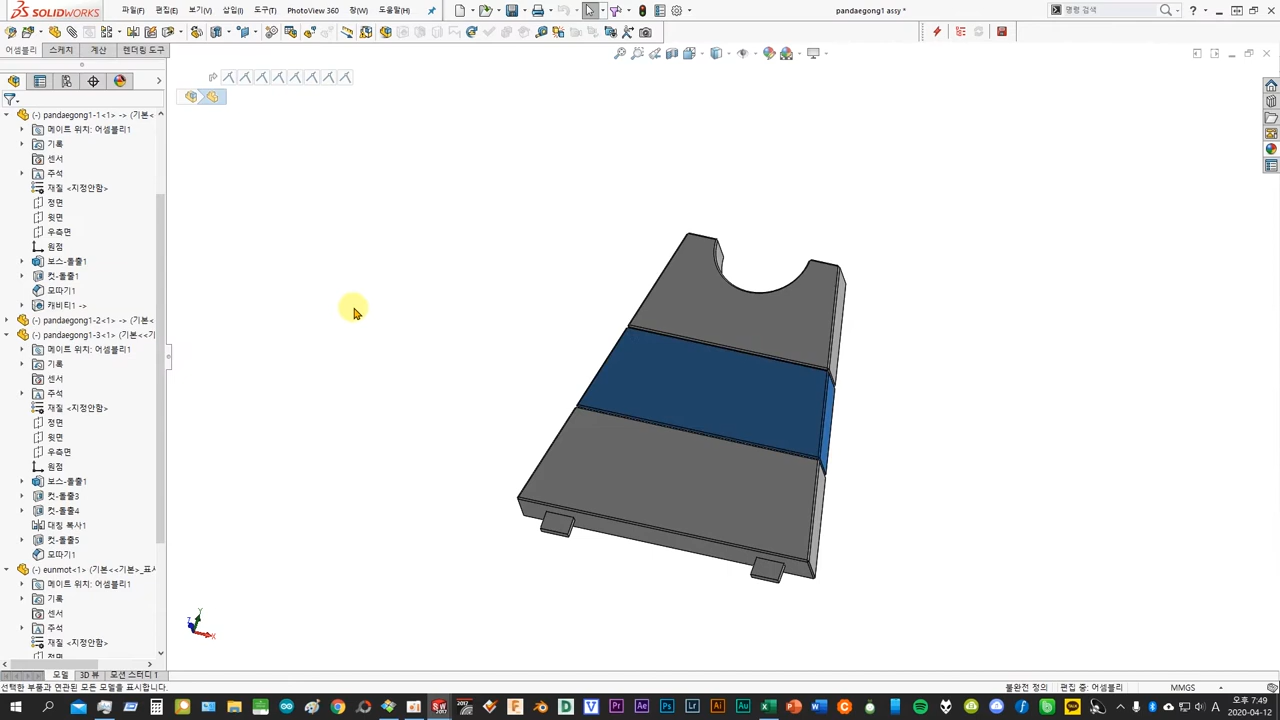 SOLIDWORKS 파일(F) 편집(E) 보기(V) 삽입(I) 도구(T) PhotoView 360 창(W) 도움말(H) pandaegong1 assy * 명령 검색
어셈블리 스케치 계산 렌더링 도구
(-) pandaegong1-1<1> -> (기본<
메이트 위치: 어셈블리1
기록
센서
주석
재질 <지정안함>
정면
윗면
우측면
원점
보스-돌출1
컷-돌출1
모따기1
캐비티1 ->
(-) pandaegong1-2<1> -> (기본<
(-) pandaegong1-3<1> (기본<<기
메이트 위치: 어셈블리1
기록
센서
주석
재질 <지정안함>
정면
윗면
우측면
원점
보스-돌출1
컷-돌출3
컷-돌출4
대칭 복사1
컷-돌출5
모따기1
(-) eunmot<1> (기본<<기본>_표시
메이트 위치: 어셈블리1
기록
센서
주석
재질 <지정안함>
정면
Y
Z
X
모델 3D 뷰 모션 스터디 1
선택한 부품과 연관된 모든 모델을 표시합니다. 불완전 정의 편집 중: 어셈블리 MMGS
오후 7:49
2020-04-12